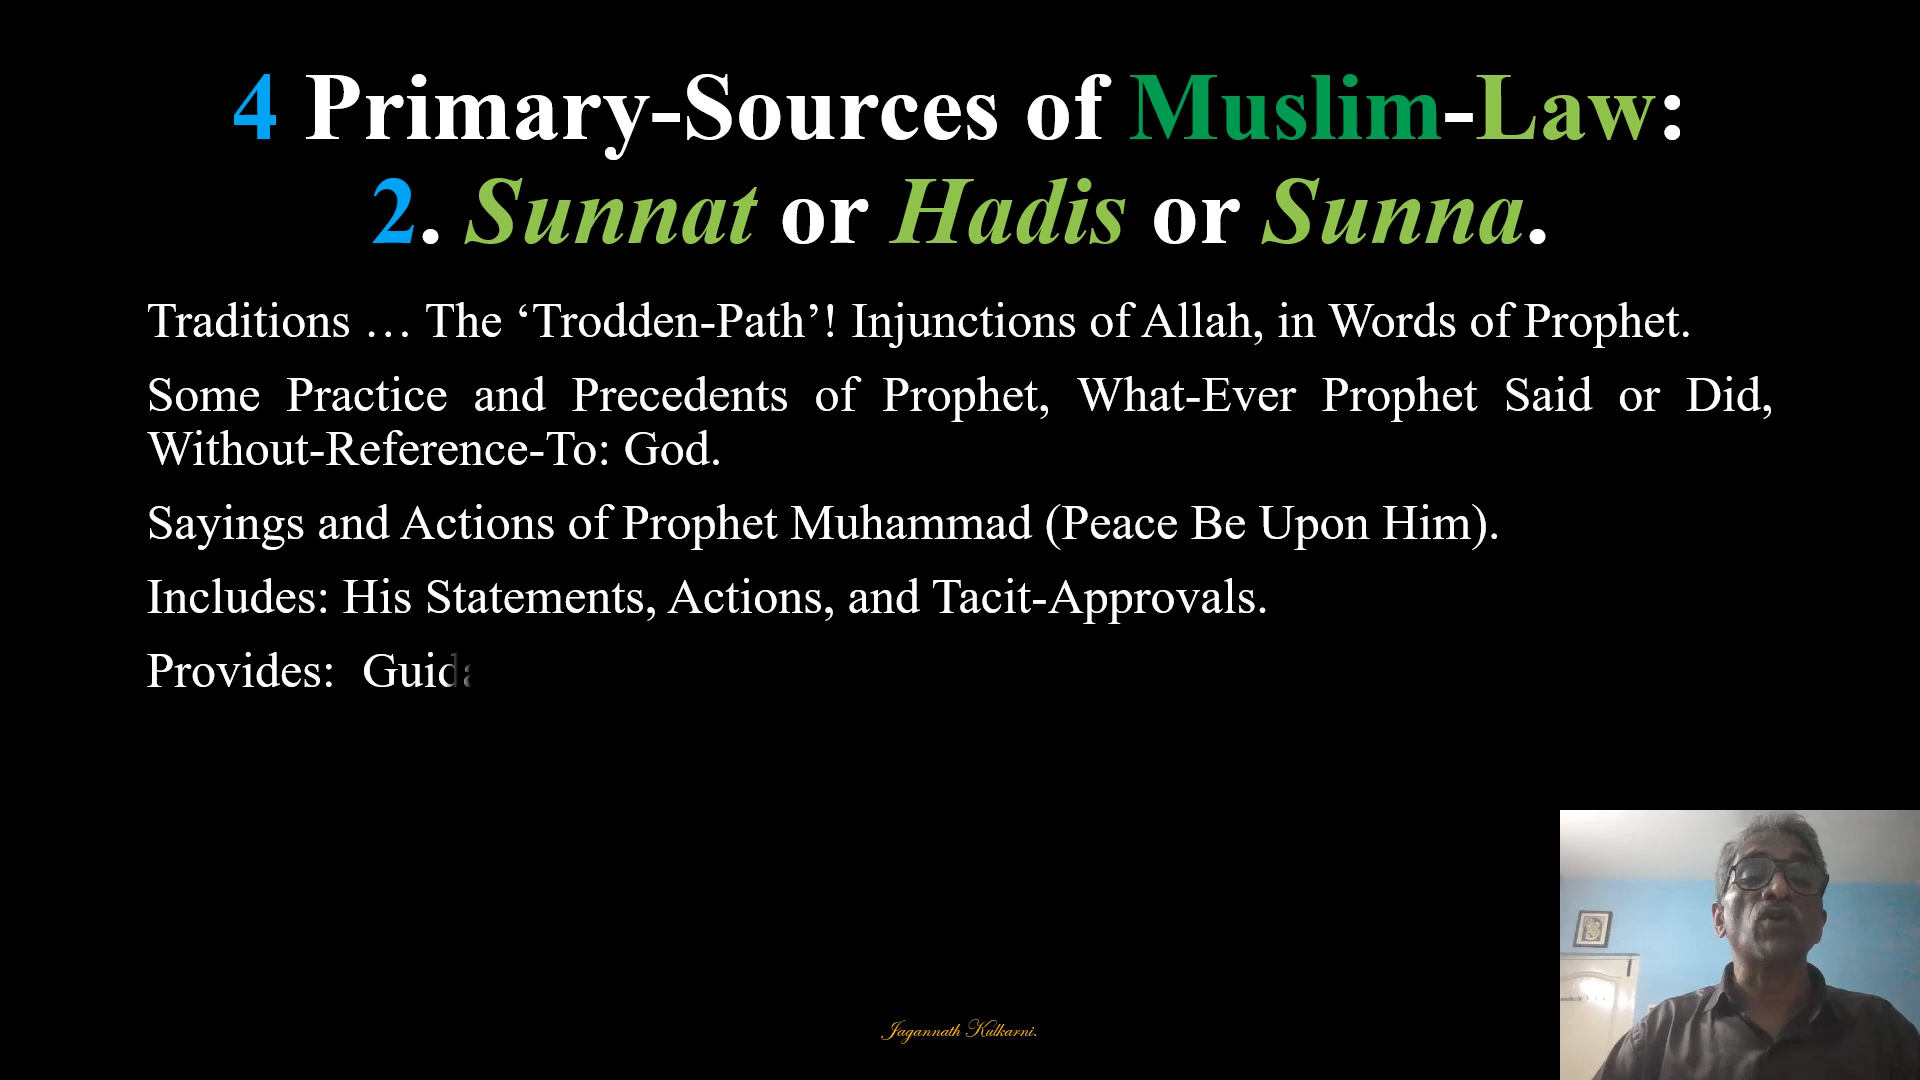 4 Primary-Sources of Muslim-Law:
2. Sunnat or Hadis or Sunna.
Traditions … The ‘Trodden-Path’! Injunctions of Allah, in Words of Prophet.
Some Practice and Precedents of Prophet, What-Ever Prophet Said or Did,
Without-Reference-To: God.
Sayings and Actions of Prophet Muhammad (Peace Be Upon Him).
Includes: His Statements, Actions, and Tacit-Approvals.
Provides:
Jagannath Kulkarni.